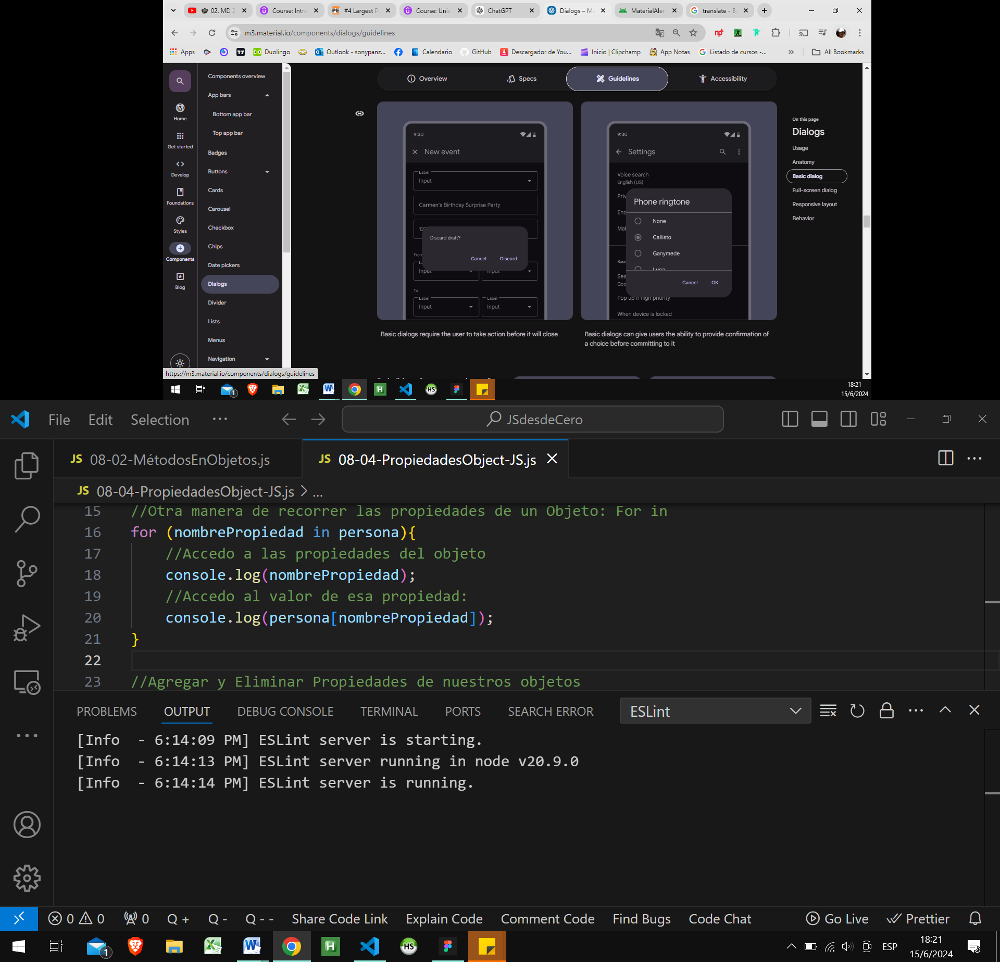 02. MD 2
Course: Intro
#4 Largest P
Course: Univ
ChatGPT
Dialogs – M
MaterialAler
translate - B
m3.material.io/components/dialogs/guidelines
Apps
Duolingo
Outlook - sonypanz...
Calendario
GitHub
Descargador de You...
Inicio | Clipchamp
App Notas
Listado de cursos -...
All Bookmarks
Home
Get started
Develop
Foundations
Styles
Components
Blog
Components overview
App bars
Bottom app bar
Top app bar
Badges
Buttons
Cards
Carousel
Checkbox
Chips
Date pickers
Dialogs
Divider
Lists
Menus
Navigation
https://m3.material.io/components/dialogs/guidelines
Overview
Specs
Guidelines
Accessibility
9:30
New event
Label
Input
Carmen's Birthday Surprise Party
12
Discard draft?
Cancel Discard
From
Input
Input
To
Label
Input
Label
Input
Basic dialogs require the user to take action before it will close
9:30
Settings
Voice search
English (US)
Phone ringtone
None
Callisto
Ganymede
Luna
Cancel OK
Pop up if high priority
When device is locked
Basic dialogs can give users the ability to provide confirmation of
a choice before committing to it
On this page
Dialogs
Usage
Anatomy
Basic dialog
Full-screen dialog
Responsive layout
Behavior
1
18:21
15/6/2024
File Edit Selection ...
JSdesdeCero
JS 08-02-MétodosEnObjetos.js
JS 08-04-PropiedadesObject-JS.js
JS 08-04-PropiedadesObject-JS.js > ...
15 //Otra manera de recorrer las propiedades de un Objeto: For in
16 for (nombrePropiedad in persona){
17 //Accedo a las propiedades del objeto
18 console.log(nombrePropiedad);
19 //Accedo al valor de esa propiedad:
20 console.log(persona[nombrePropiedad]);
21 }
22
23 //Agregar y Eliminar Propiedades de nuestros objetos
PROBLEMS OUTPUT DEBUG CONSOLE TERMINAL PORTS SEARCH ERROR
ESLint
[Info - 6:14:09 PM] ESLint server is starting.
[Info - 6:14:13 PM] ESLint server running in node v20.9.0
[Info - 6:14:14 PM] ESLint server is running.
0 0 0 Q + Q - Q - - Share Code Link Explain Code Comment Code Find Bugs Code Chat Go Live Prettier
1
ESP
18:21
15/6/2024